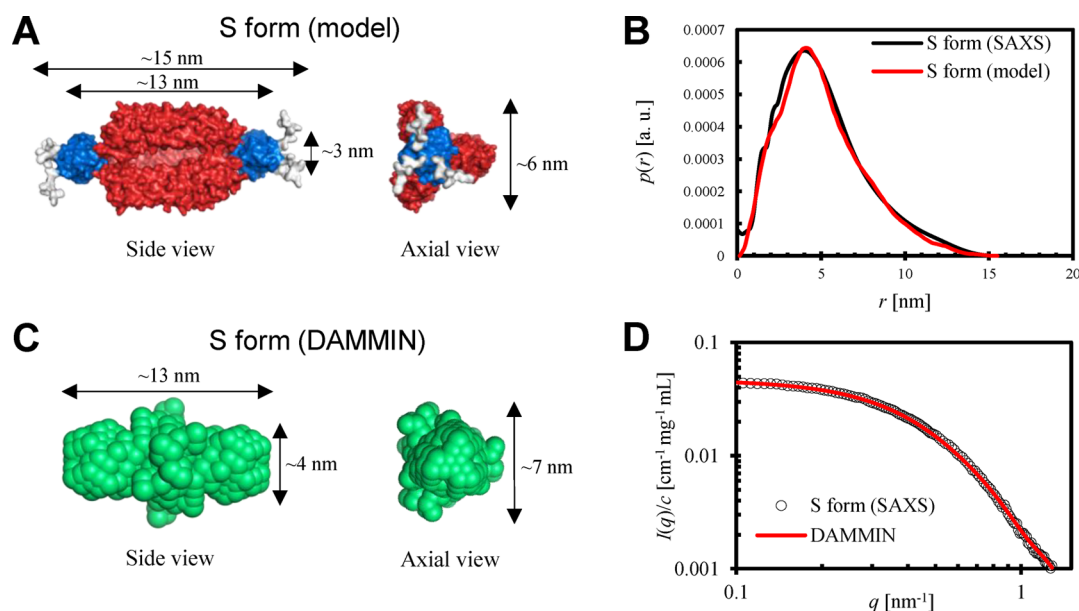 A
S form (model)
~15 nm
~13 nm
~3 nm
~6 nm
Side view
Axial view
B
S form (SAXS)
S form (model)
p(r) [a. u.]
0.0007
0.0006
0.0005
0.0004
0.0003
0.0002
0.0001
0
0 5 10 15 20
r [nm]
C
S form (DAMMIN)
~13 nm
~4 nm
~7 nm
Side view
Axial view
D
I(q)/c [cm⁻¹ mg⁻¹ mL]
0.1
0.01
0.001
S form (SAXS)
DAMMIN
0.1 1
q [nm⁻¹]